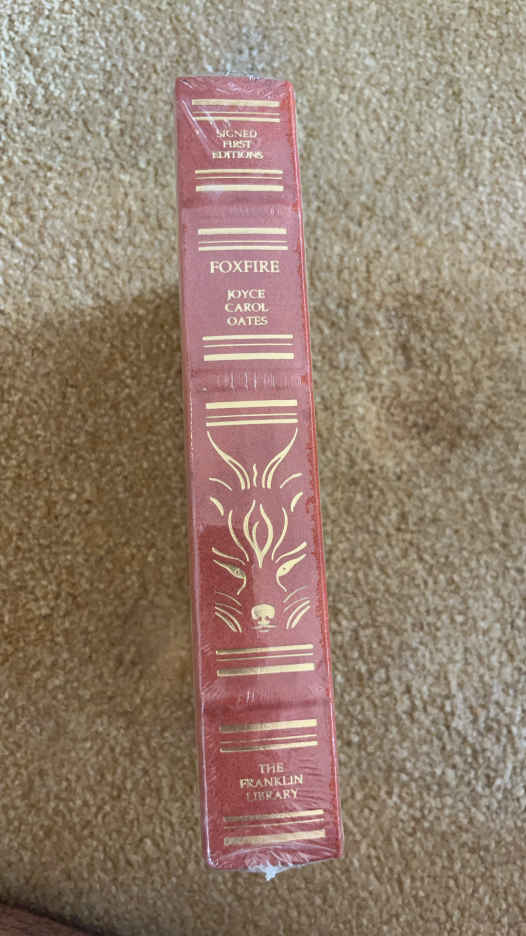 SIGNED
FIRST
EDITIONS
FOXFIRE
JOYCE
CAROL
OATES
THE
FRANKLIN
LIBRARY